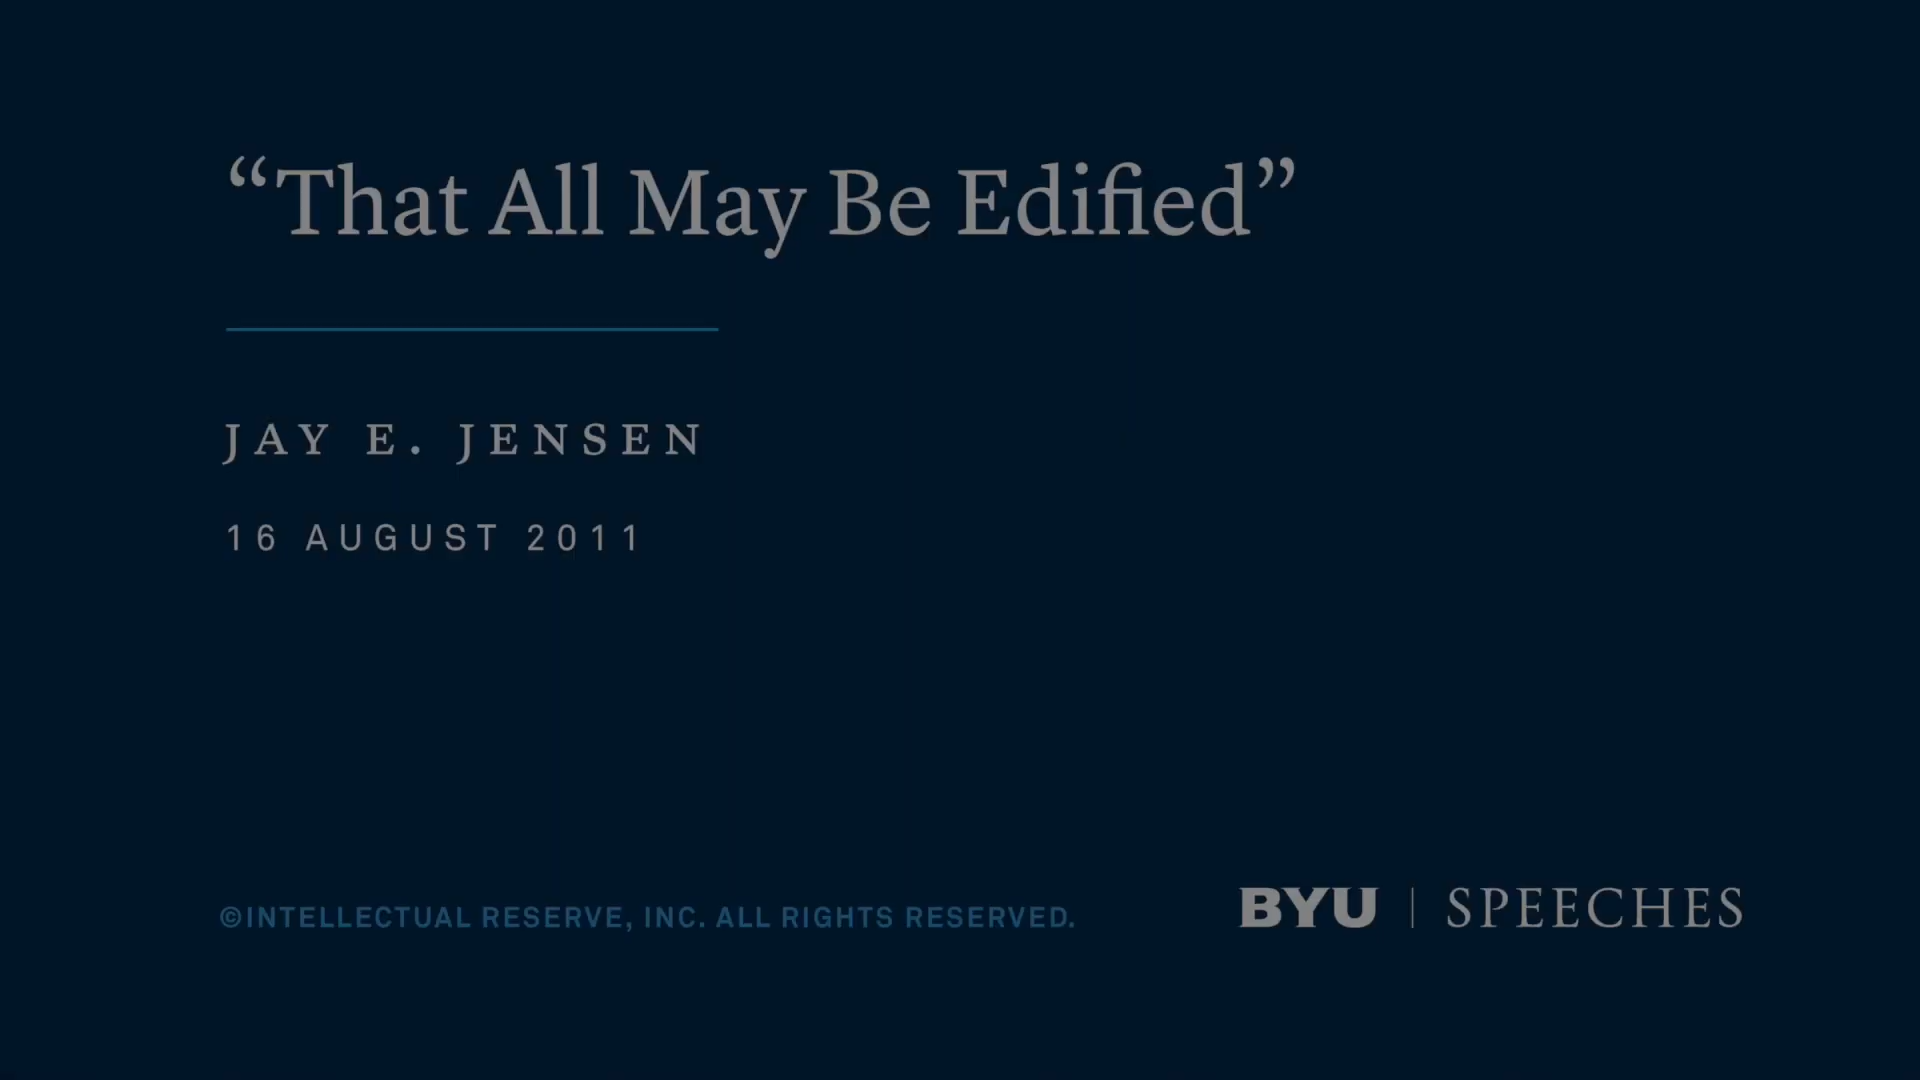 “That All May Be Edified”
JAY E. JENSEN
16 AUGUST 2011
©INTELLECTUAL RESERVE, INC. ALL RIGHTS RESERVED.
BYU | SPEECHES